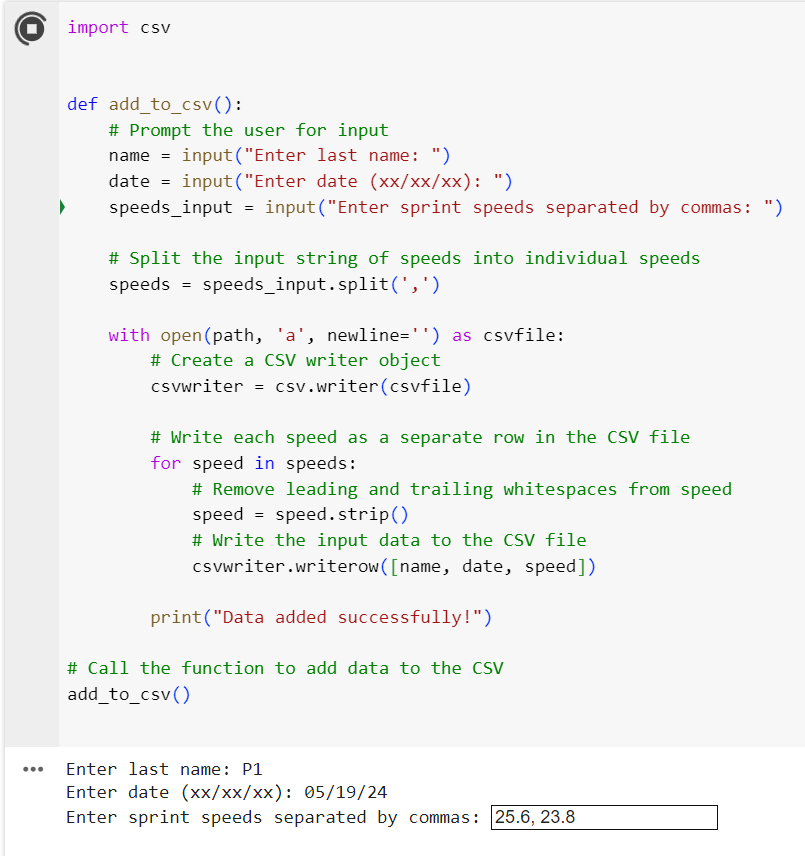 import csv
def add_to_csv():
    # Prompt the user for input
    name = input("Enter last name: ")
    date = input("Enter date (xx/xx/xx): ")
    speeds_input = input("Enter sprint speeds separated by commas: ")
    # Split the input string of speeds into individual speeds
    speeds = speeds_input.split(',')
    with open(path, 'a', newline='') as csvfile:
        # Create a CSV writer object
        csvwriter = csv.writer(csvfile)
        # Write each speed as a separate row in the CSV file
        for speed in speeds:
            # Remove leading and trailing whitespaces from speed
            speed = speed.strip()
            # Write the input data to the CSV file
            csvwriter.writerow([name, date, speed])
        print("Data added successfully!")
# Call the function to add data to the CSV
add_to_csv()
Enter last name: P1
Enter date (xx/xx/xx): 05/19/24
Enter sprint speeds separated by commas: 25.6, 23.8